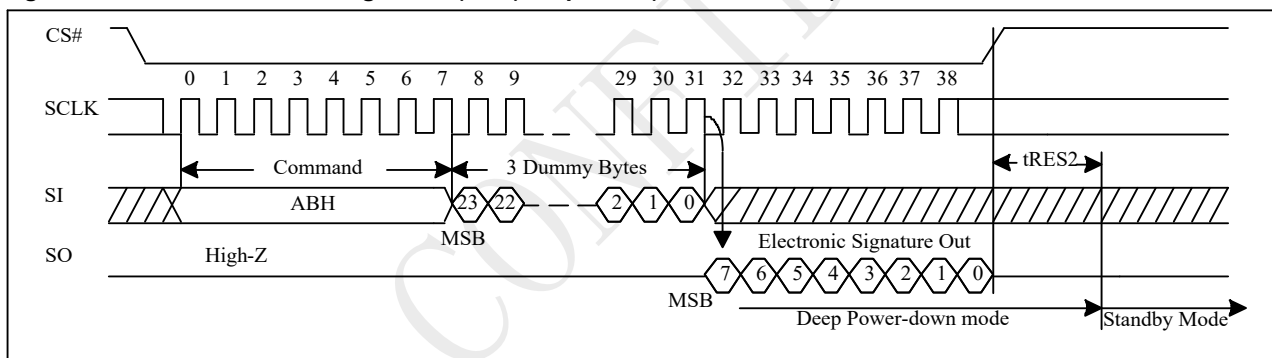 CS#
0 1 2 3 4 5 6 7 8 9 29 30 31 32 33 34 35 36 37 38
SCLK
Command 3 Dummy Bytes tRES2
SI ABH 23 22 2 1 0
MSB Electronic Signature Out
SO High-Z
7 6 5 4 3 2 1 0
MSB
Deep Power-down mode Standby Mode